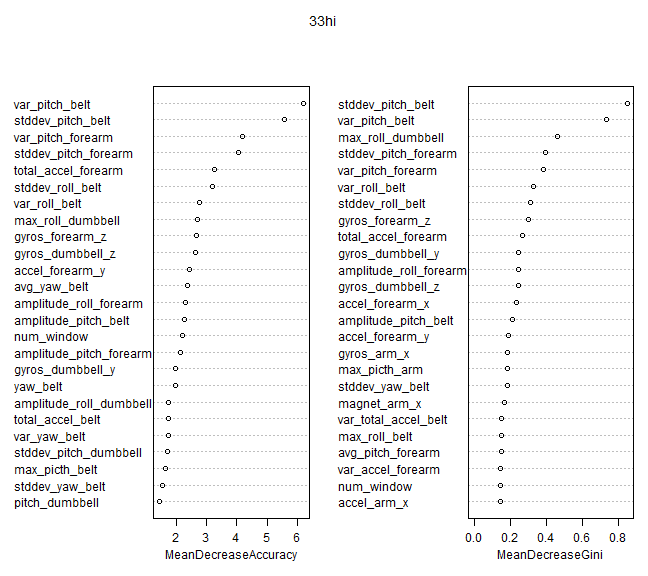 33hi
var_pitch_belt
stddev_pitch_belt
var_pitch_forearm
stddev_pitch_forearm
total_accel_forearm
stddev_roll_belt
var_roll_belt
max_roll_dumbbell
gyros_forearm_z
gyros_dumbbell_z
accel_forearm_y
avg_yaw_belt
amplitude_roll_forearm
amplitude_pitch_belt
num_window
amplitude_pitch_forearm
gyros_dumbbell_y
yaw_belt
amplitude_roll_dumbbell
total_accel_belt
var_yaw_belt
stddev_pitch_dumbbell
max_picth_belt
stddev_yaw_belt
pitch_dumbbell
2 3 4 5 6
MeanDecreaseAccuracy
stddev_pitch_belt
var_pitch_belt
max_roll_dumbbell
stddev_pitch_forearm
var_pitch_forearm
var_roll_belt
stddev_roll_belt
gyros_forearm_z
total_accel_forearm
gyros_dumbbell_y
amplitude_roll_forearm
gyros_dumbbell_z
accel_forearm_x
amplitude_pitch_belt
accel_forearm_y
gyros_arm_x
max_picth_arm
stddev_yaw_belt
magnet_arm_x
var_total_accel_belt
max_roll_belt
avg_pitch_forearm
var_accel_forearm
num_window
accel_arm_x
0.0 0.2 0.4 0.6 0.8
MeanDecreaseGini